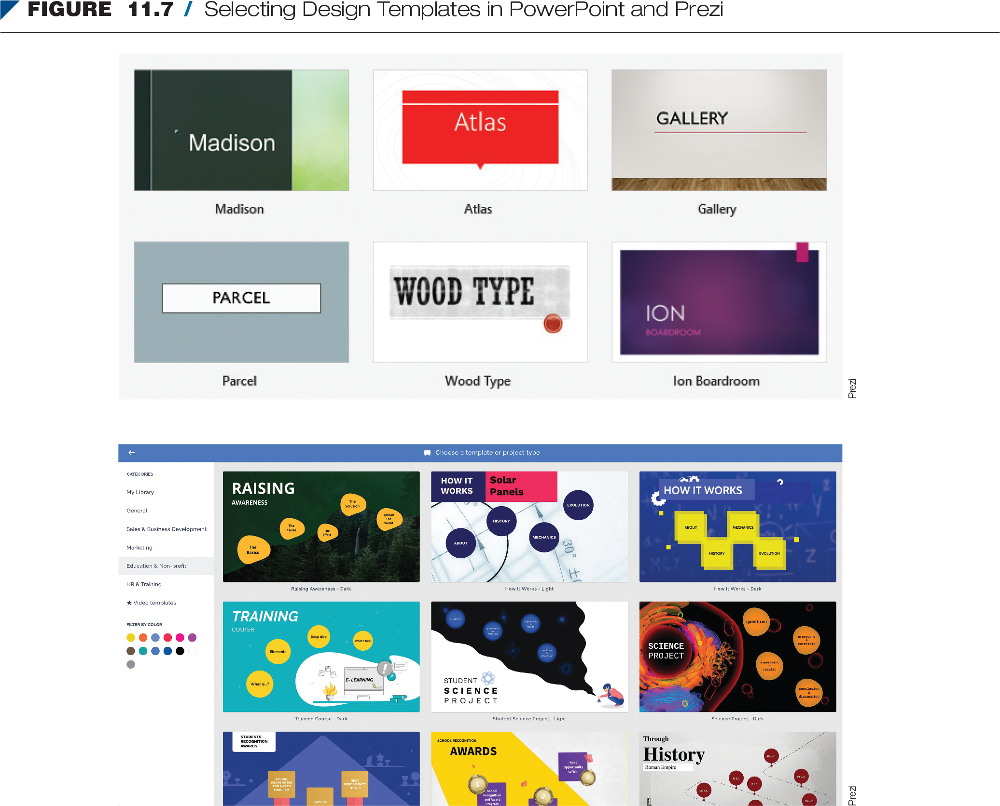 FIGURE 11.7 / Selecting Design Templates in PowerPoint and Prezi
Madison
Atlas
GALLERY
Madison
Atlas
Gallery
PARCEL
WOOD TYPE
ION
BOARDROOM
Parcel
Wood Type
Ion Boardroom
Prezi
Choose a template or project type
CATEGORIES
My Library
General
Sales & Business Development
Marketing
Education & Non-profit
HR & Training
★ Video templates
FILTER BY COLOR
RAISING
AWARENESS
The
Solution
Spread
The
World
The
Cause
The
Effect
The
Basics
Raising Awareness - Dark
HOW IT
WORKS
Solar
Panels
EVOLUTION
HISTORY
MECHANICS
ABOUT
30°
How it Works - Light
HOW IT WORKS
ABOUT
MECHANICS
HISTORY
EVOLUTION
How it Works - Dark
TRAINING
course
Deep dive
What's Next
Elements
What is...?
E- LEARNING
Training Course - Dark
question
procedure
&
materials
experiment
&
results
conclusion
&
discussion
STUDENT
SCIENCE
PROJECT
Student Science Project - Light
SCIENCE
PROJECT
question
procedure
&
materials
experiment
&
results
conclusion
&
discussion
Science Project - Dark
STUDENTS
RECOGNITION
AWARDS
SCHOOL
RECOGNITION
AND AWARD
PROGRAM
NEXT
OPPORTUNITY
TO WIN
AWARDS
SCHOOL RECOGNITION
AWARDS
Next
Opportunity
to Win
3
1
School
Recognition
and Award
Program
2
Through
History
Roman Empire
476 A.D.
49 B.C.
27 B.C.
286 A.D.
200 B.C.
Prezi